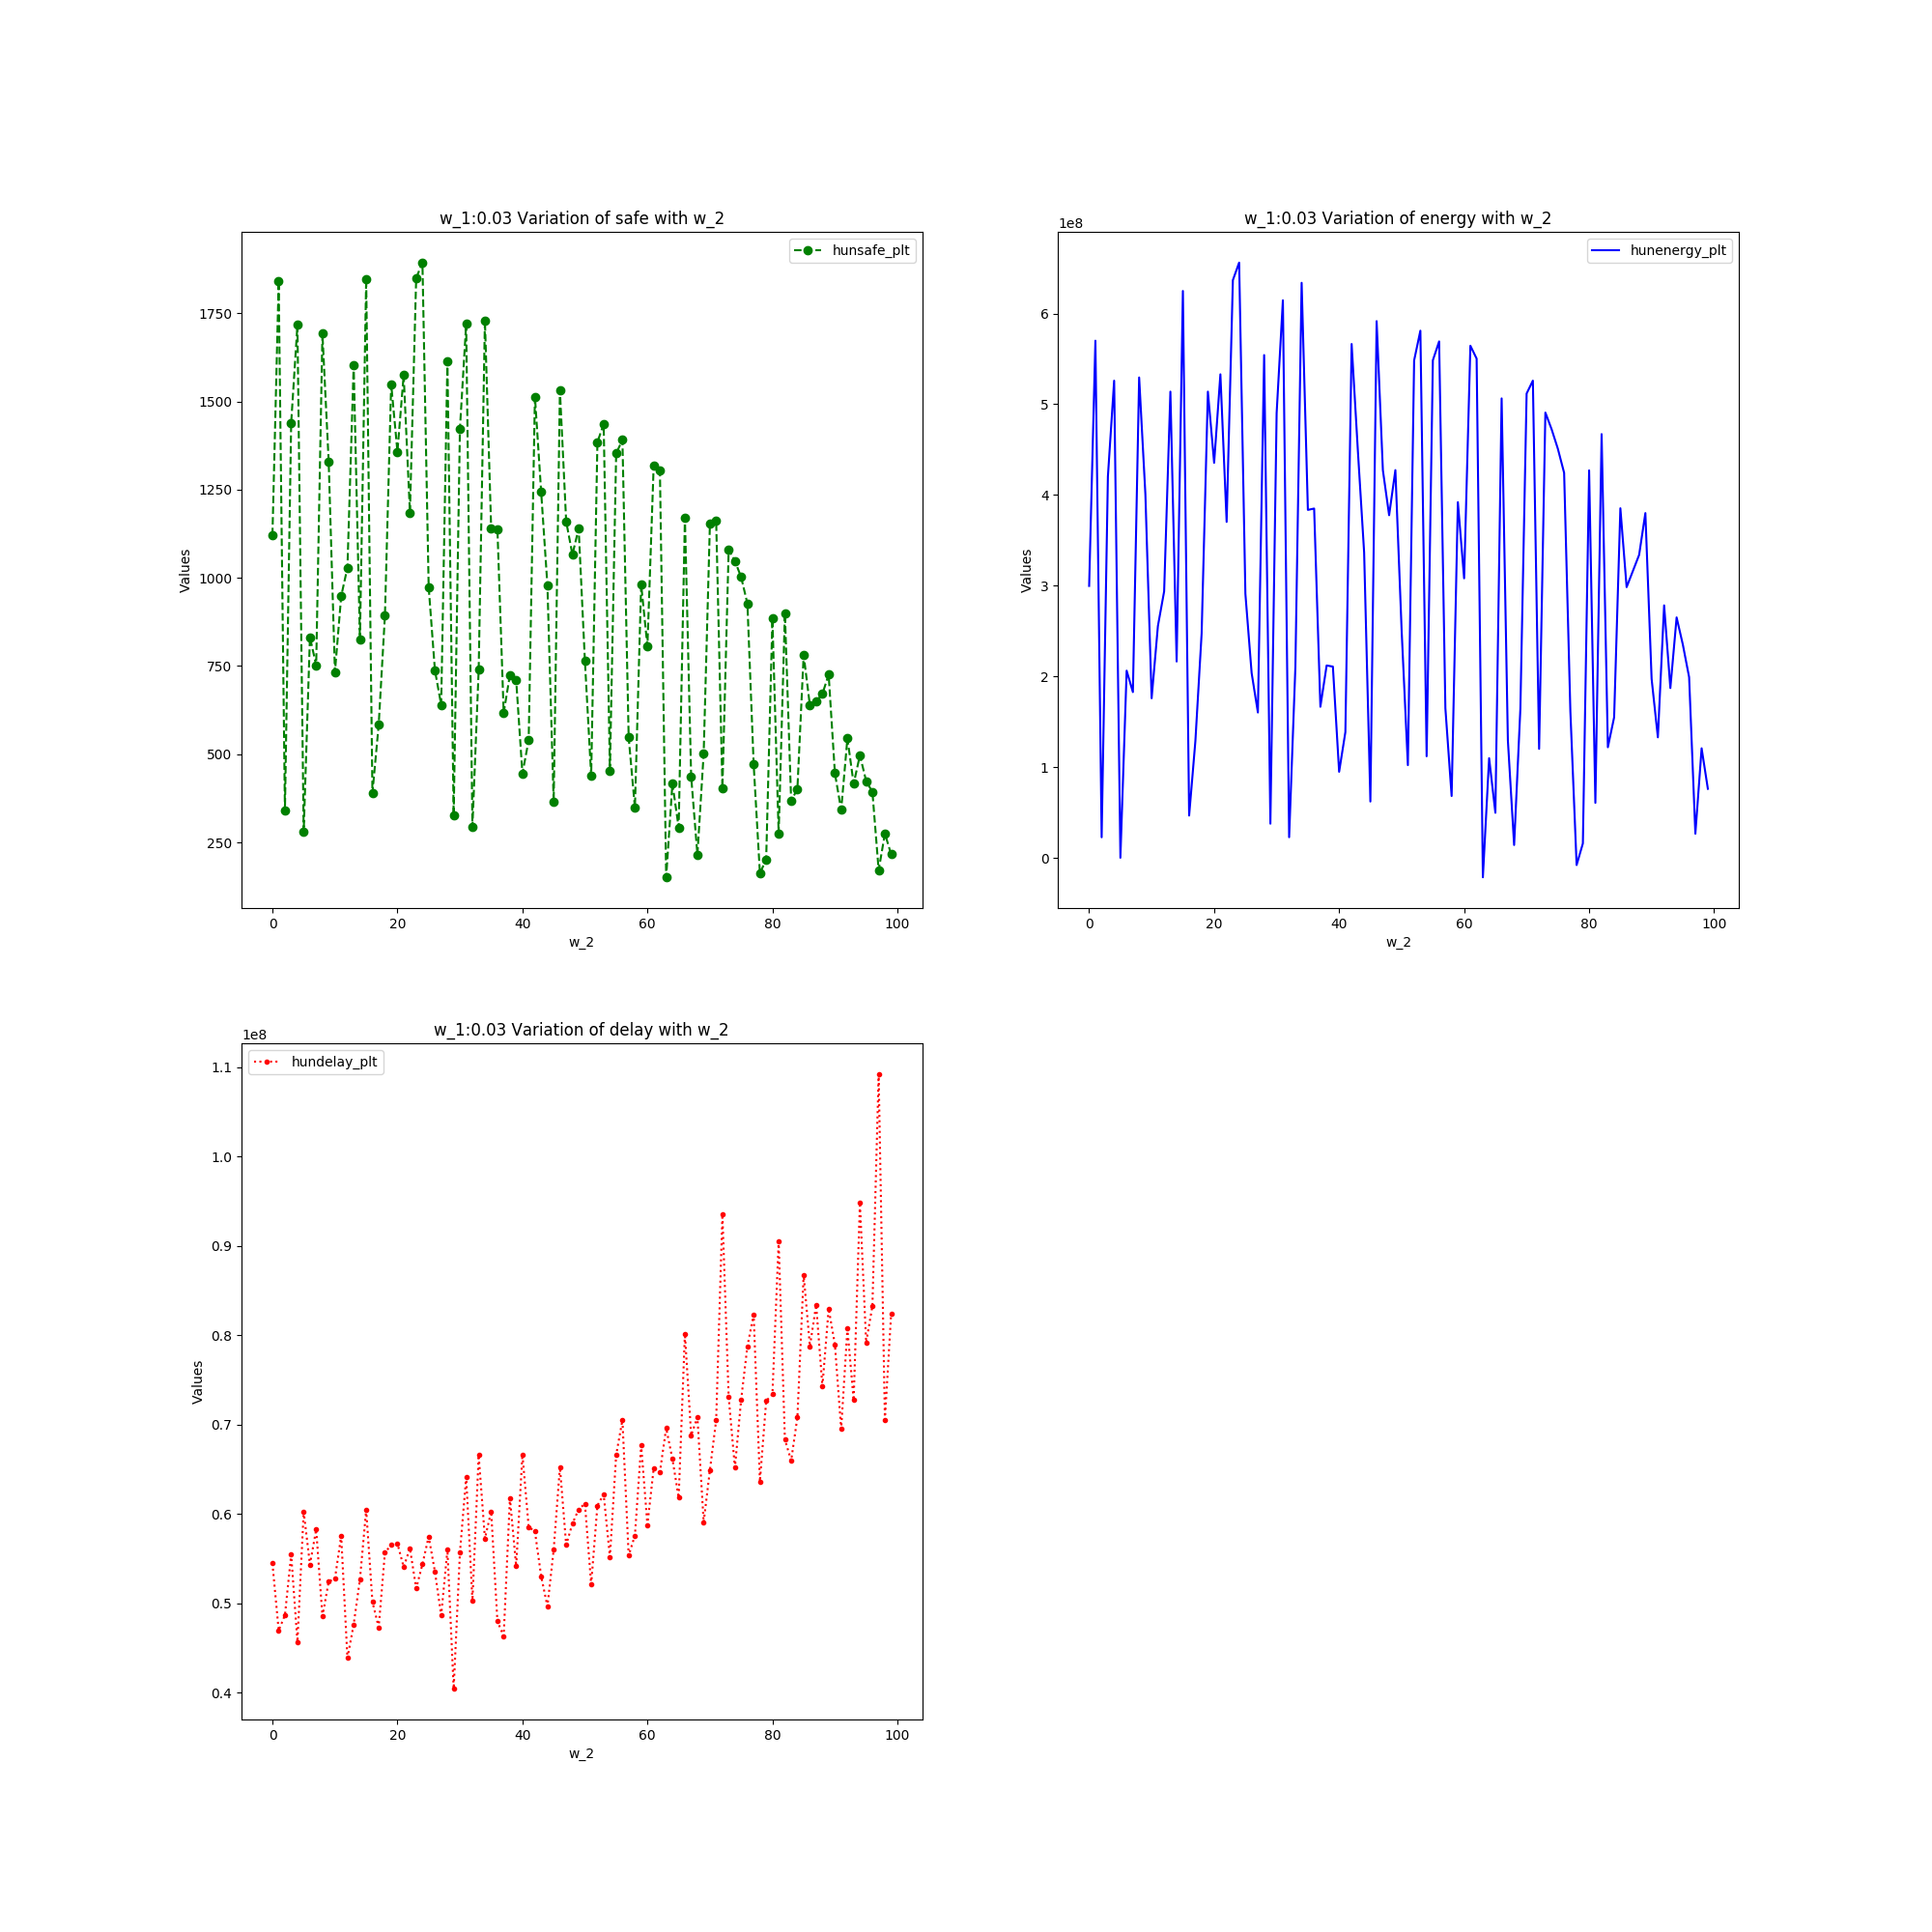 w_1:0.03 Variation of safe with w_2
hunsafe_plt
Values
1750
1500
1250
1000
750
500
250
0 20 40 60 80 100
w_2
w_1:0.03 Variation of energy with w_2
1e8
hunenergy_plt
Values
6
5
4
3
2
1
0
0 20 40 60 80 100
w_2
w_1:0.03 Variation of delay with w_2
1e8
hundelay_plt
Values
1.1
1.0
0.9
0.8
0.7
0.6
0.5
0.4
0 20 40 60 80 100
w_2